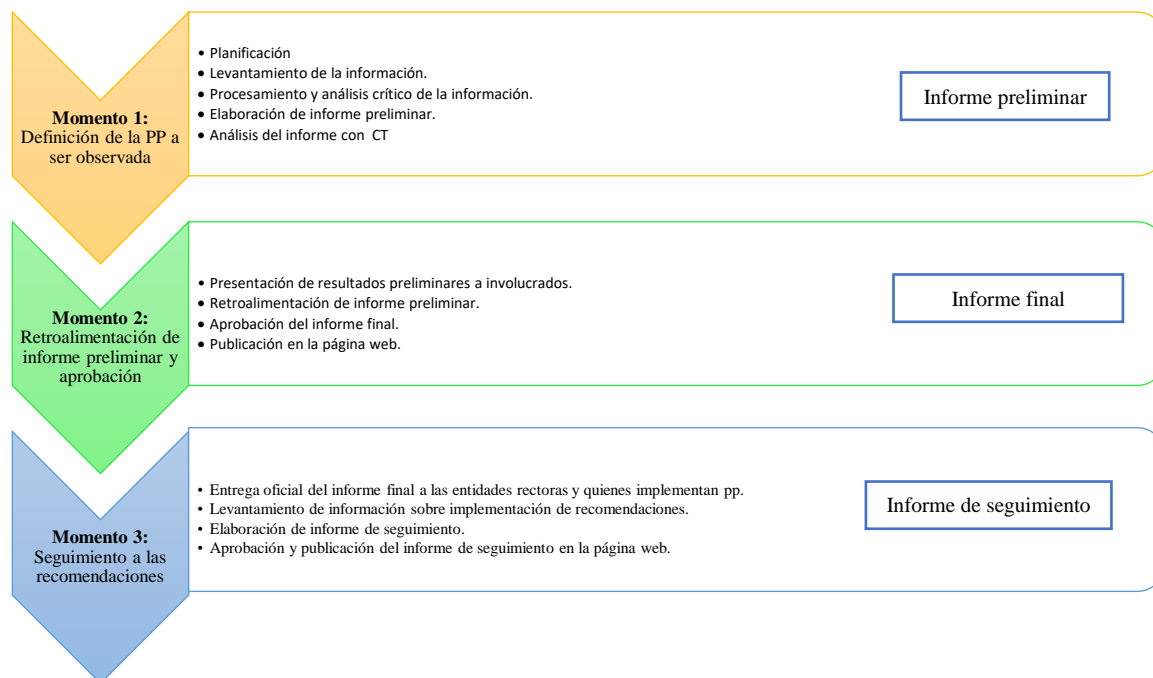 Momento 1:
Definición de la PP a
ser observada
• Planificación
• Levantamiento de la información.
• Procesamiento y análisis crítico de la información.
• Elaboración de informe preliminar.
• Análisis del informe con CT
Informe preliminar
Momento 2:
Retroalimentación de
informe preliminar y
aprobación
• Presentación de resultados preliminares a involucrados.
• Retroalimentación de informe preliminar.
• Aprobación del informe final.
• Publicación en la página web.
Informe final
Momento 3:
Seguimiento a las
recomendaciones
• Entrega oficial del informe final a las entidades rectoras y quienes implementan pp.
• Levantamiento de información sobre implementación de recomendaciones.
• Elaboración de informe de seguimiento.
• Aprobación y publicación del informe de seguimiento en la página web.
Informe de seguimiento